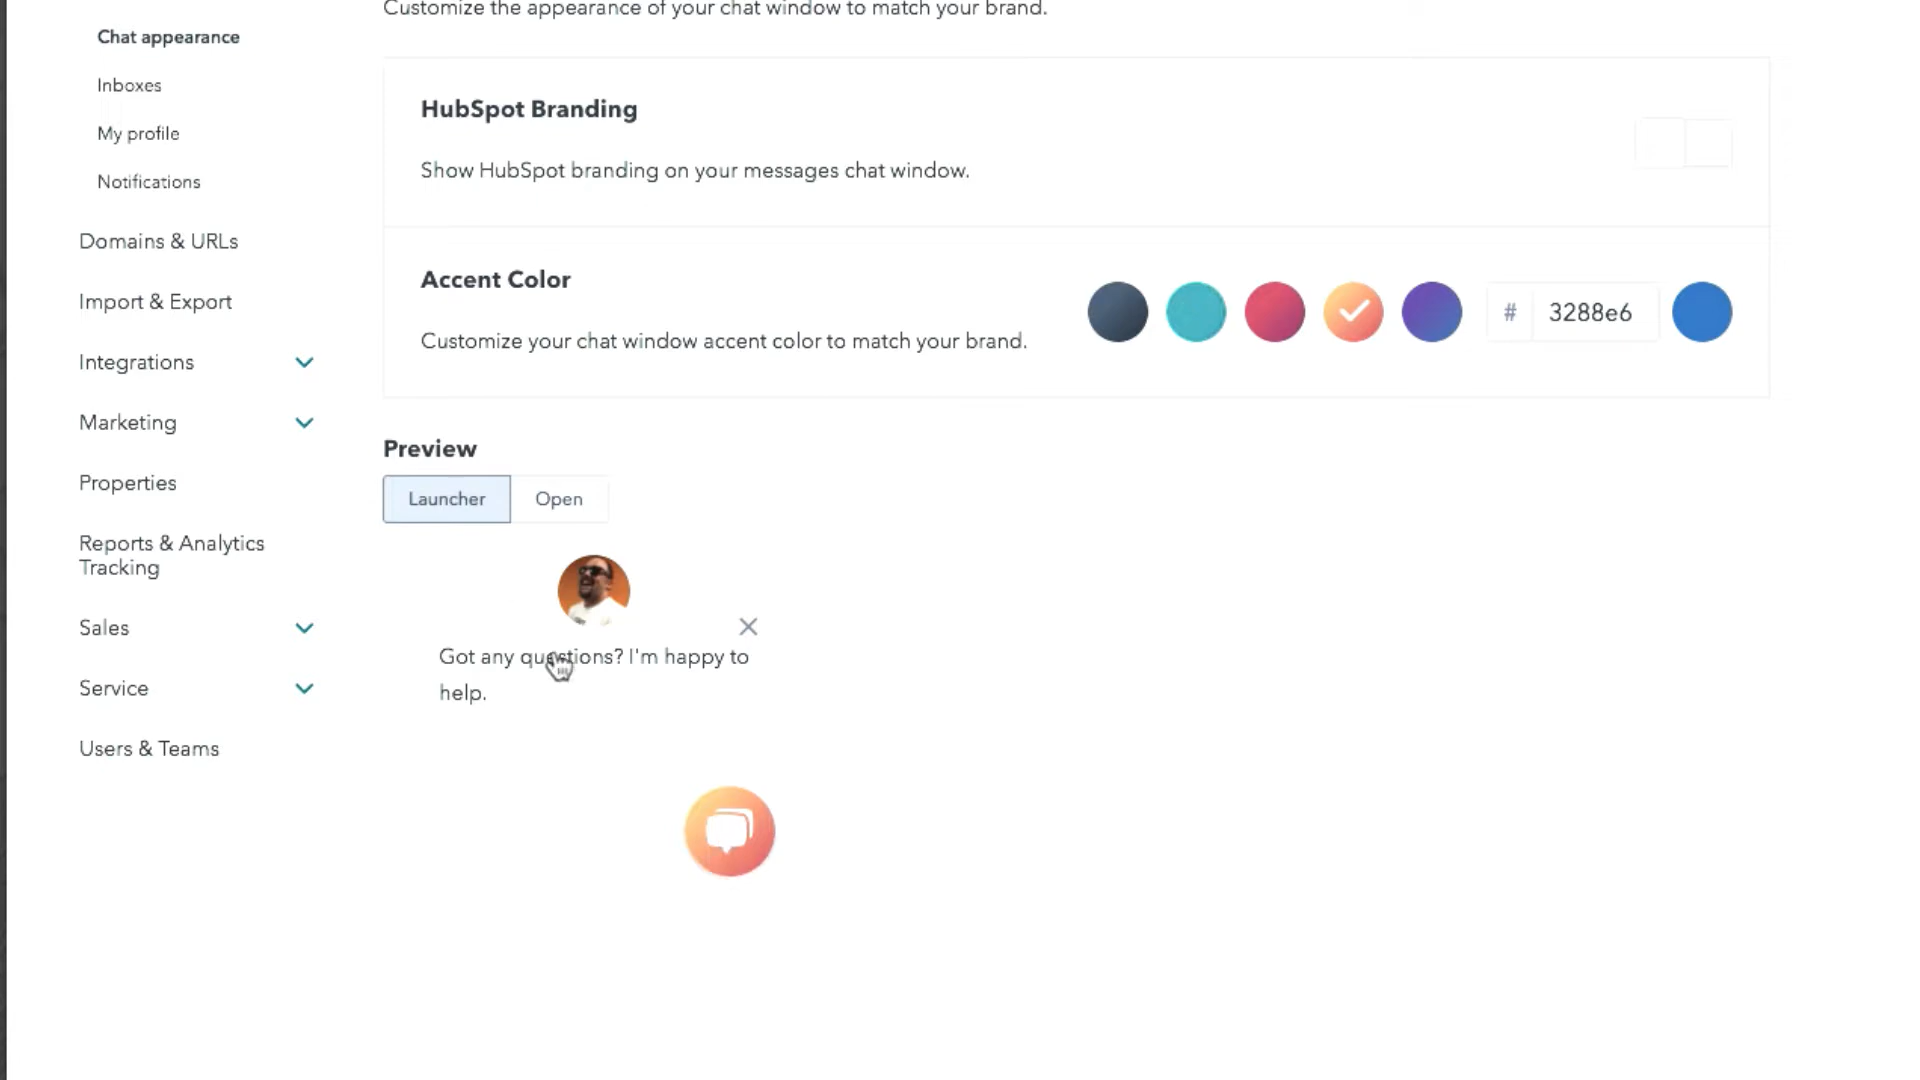 Customize the appearance of your chat window to match your brand.
Chat appearance
Inboxes
My profile
Notifications
Domains & URLs
Import & Export
Integrations
Marketing
Properties
Reports & Analytics
Tracking
Sales
Service
Users & Teams
HubSpot Branding
Show HubSpot branding on your messages chat window.
Accent Color
Customize your chat window accent color to match your brand.
# 3288e6
Preview
Launcher Open
Got any questions? I'm happy to
help.